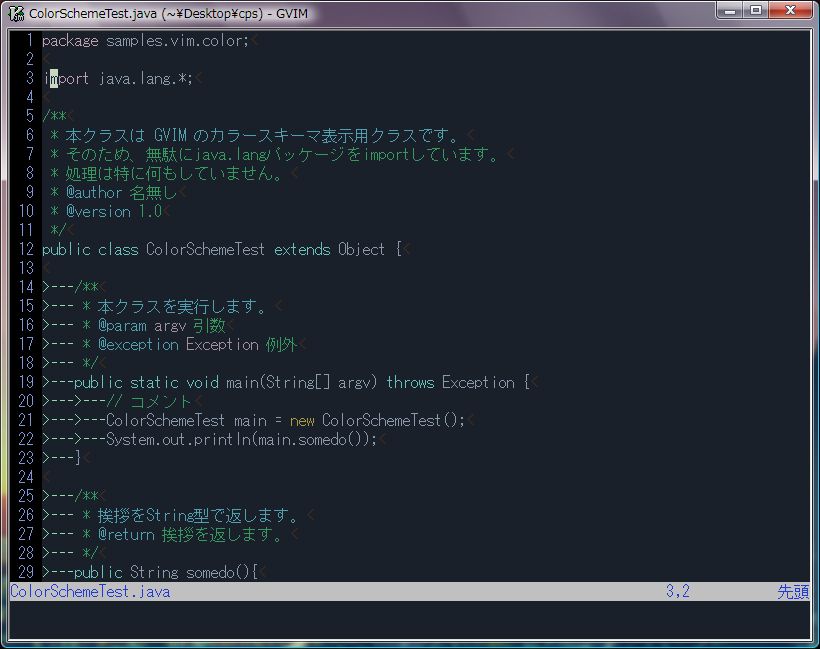 ColorSchemeTest.java (~¥Desktop¥cps) - GVIM
1 package samples.vim.color;<
2 <
3 import java.lang.*;<
4 <
5 /**<
6  * 本クラスは GVIM のカラースキーマ表示用クラスです。<
7  * そのため、無駄にjava.langパッケージをimportしています。<
8  * 処理は特に何もしていません。<
9  * @author 名無し<
10  * @version 1.0<
11  */<
12 public class ColorSchemeTest extends Object {<
13 <
14 >---/**<
15 >--- * 本クラスを実行します。<
16 >--- * @param argv 引数<
17 >--- * @exception Exception 例外<
18 >--- */<
19 >---public static void main(String[] argv) throws Exception {<
20 >--->---// コメント<
21 >--->---ColorSchemeTest main = new ColorSchemeTest();<
22 >--->---System.out.println(main.somedo());<
23 >---}<
24 <
25 >---/**<
26 >--- * 挨拶をString型で返します。<
27 >--- * @return 挨拶を返します。<
28 >--- */<
29 >---public String somedo(){<
ColorSchemeTest.java 3,2 先頭